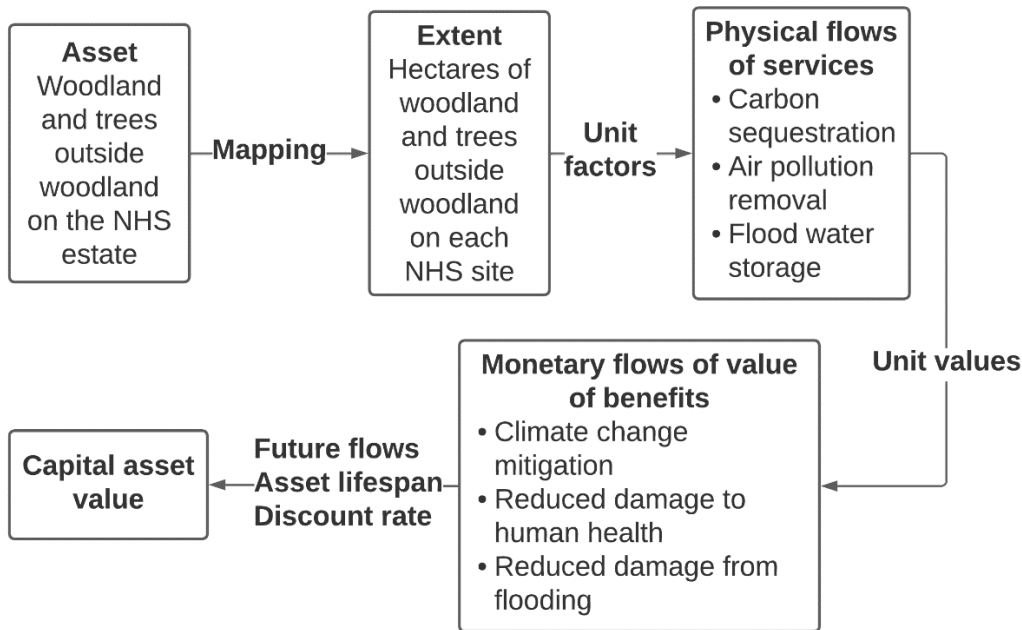 Asset
Woodland
and trees
outside
woodland
on the NHS
estate
Mapping
Extent
Hectares of
woodland
and trees
outside
woodland
on each
NHS site
Unit
factors
Physical flows
of services
• Carbon
sequestration
• Air pollution
removal
• Flood water
storage
Unit values
Monetary flows of value
of benefits
• Climate change
mitigation
• Reduced damage to
human health
• Reduced damage from
flooding
Future flows
Asset lifespan
Discount rate
Capital asset
value